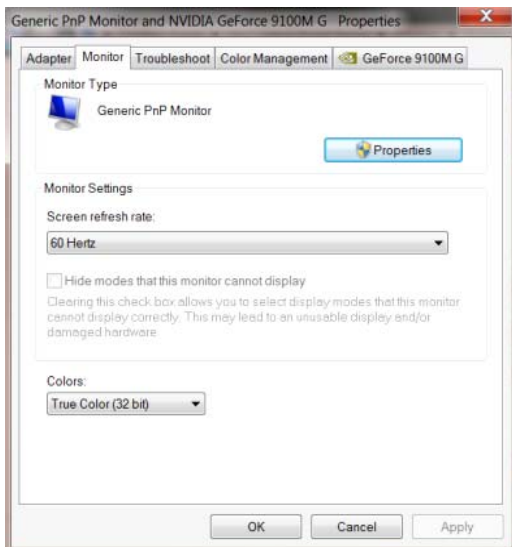 Generic PnP Monitor and NVIDIA GeForce 9100M G Properties
Adapter Monitor Troubleshoot Color Management GeForce 9100M G
Monitor Type
Generic PnP Monitor
Properties
Monitor Settings
Screen refresh rate:
60 Hertz
Hide modes that this monitor cannot display
Clearing this check box allows you to select display modes that this monitor
cannot display correctly. This may lead to an unusable display and/or
damaged hardware.
Colors:
True Color (32 bit)
OK Cancel Apply